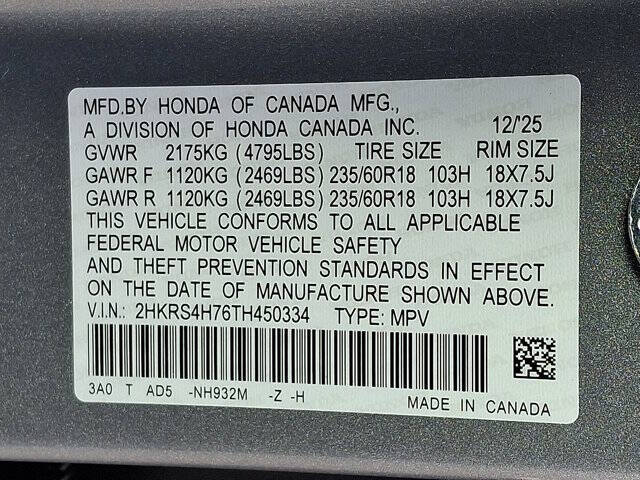 MFD.BY HONDA OF CANADA MFG.,
A DIVISION OF HONDA CANADA INC. 12/'25
GVWR 2175KG (4795LBS) TIRE SIZE RIM SIZE
GAWR F 1120KG (2469LBS) 235/60R18 103H 18X7.5J
GAWR R 1120KG (2469LBS) 235/60R18 103H 18X7.5J
THIS VEHICLE CONFORMS TO ALL APPLICABLE
FEDERAL MOTOR VEHICLE SAFETY
AND THEFT PREVENTION STANDARDS IN EFFECT
ON THE DATE OF MANUFACTURE SHOWN ABOVE.
V.I.N.: 2HKRS4H76TH450334 TYPE: MPV
3A0 T AD5 -NH932M -Z -H
MADE IN CANADA